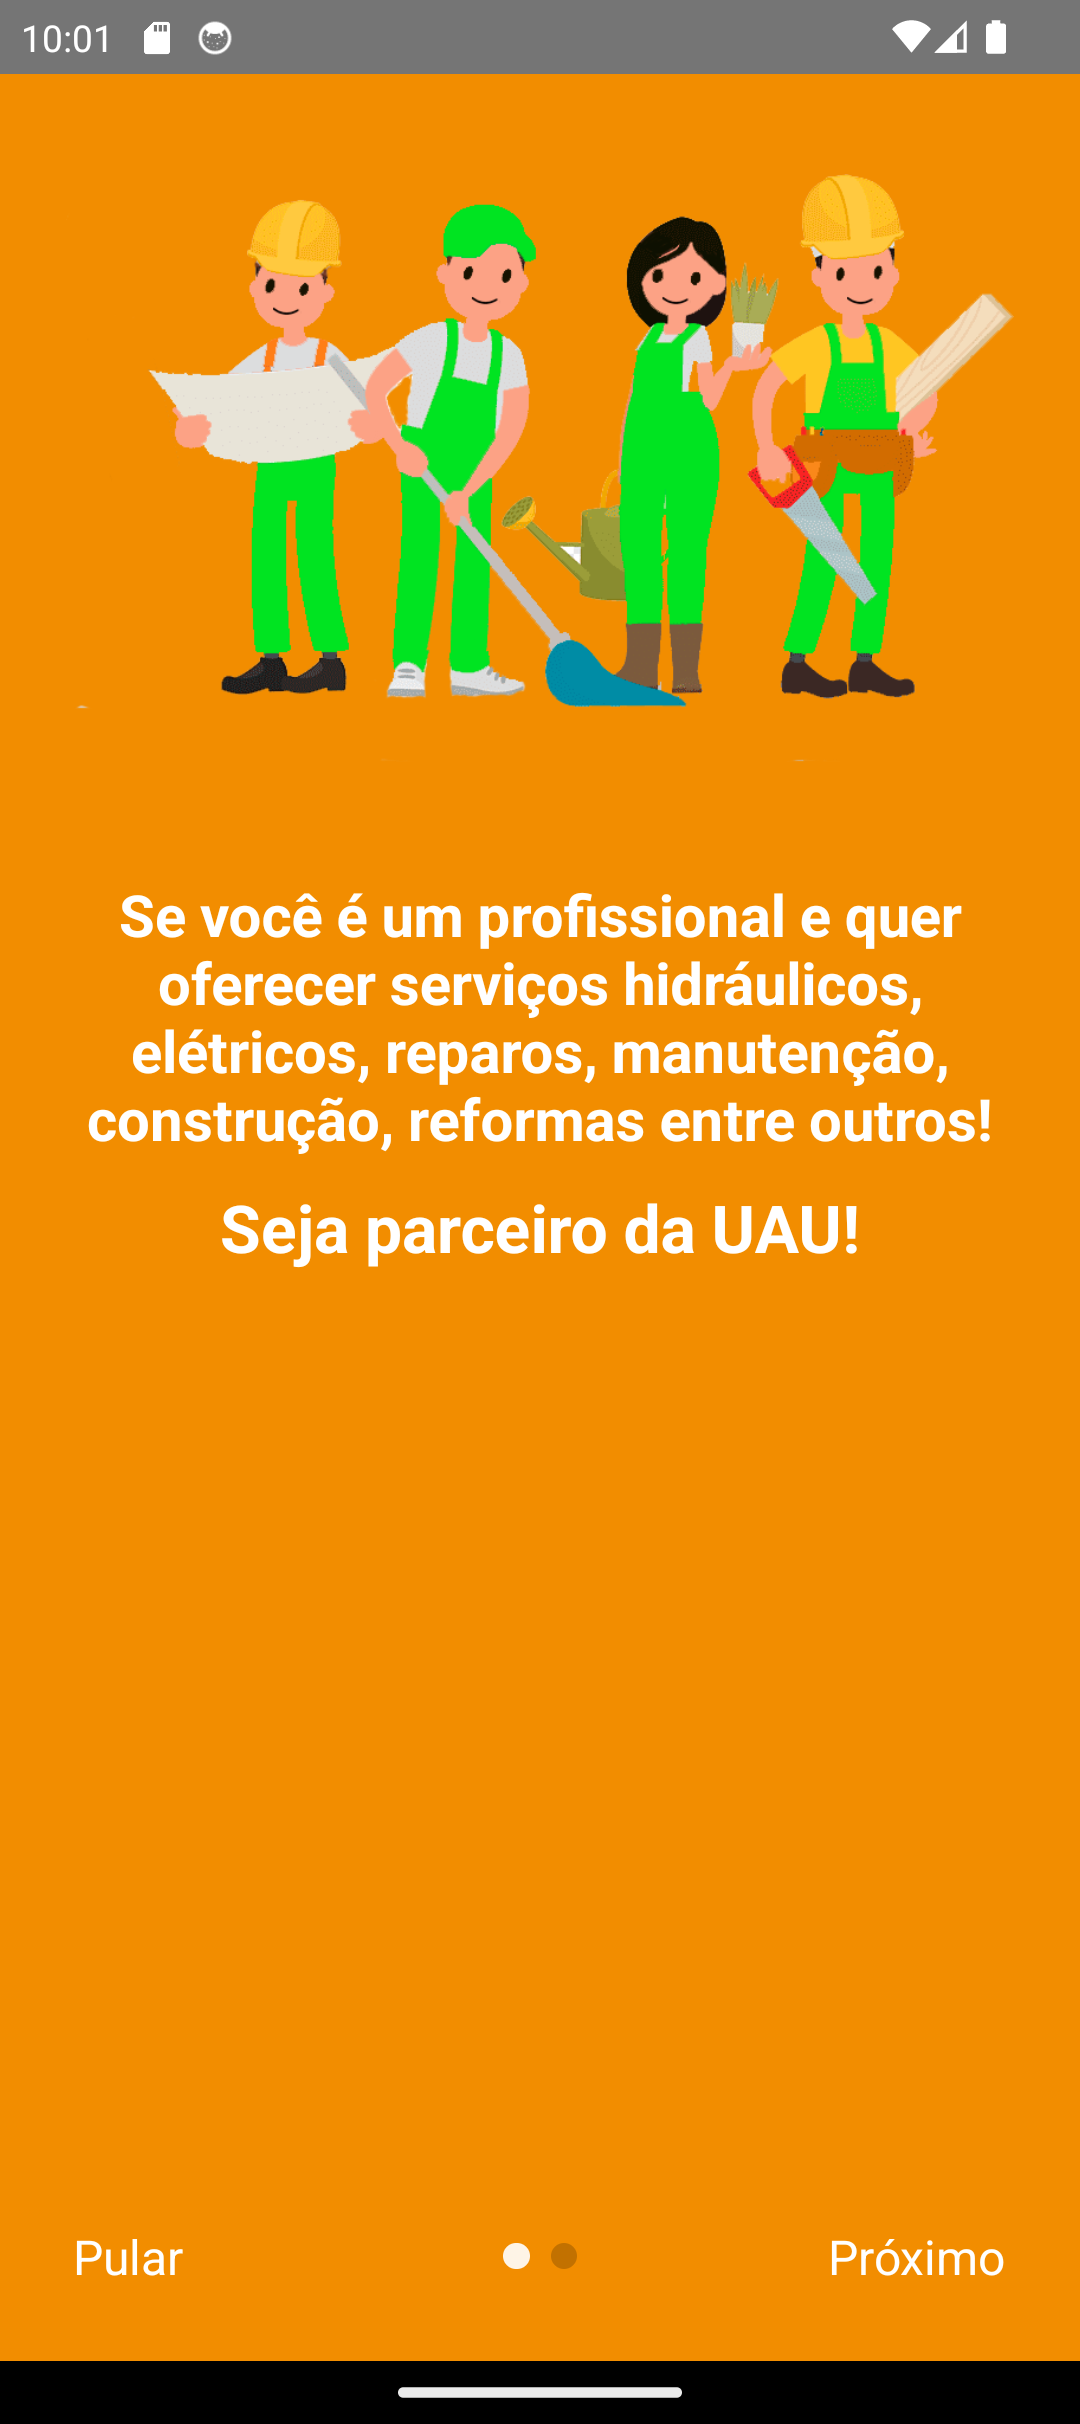 10:01
Se você é um profissional e quer
oferecer serviços hidráulicos,
elétricos, reparos, manutenção,
construção, reformas entre outros!
Seja parceiro da UAU!
Pular
Próximo